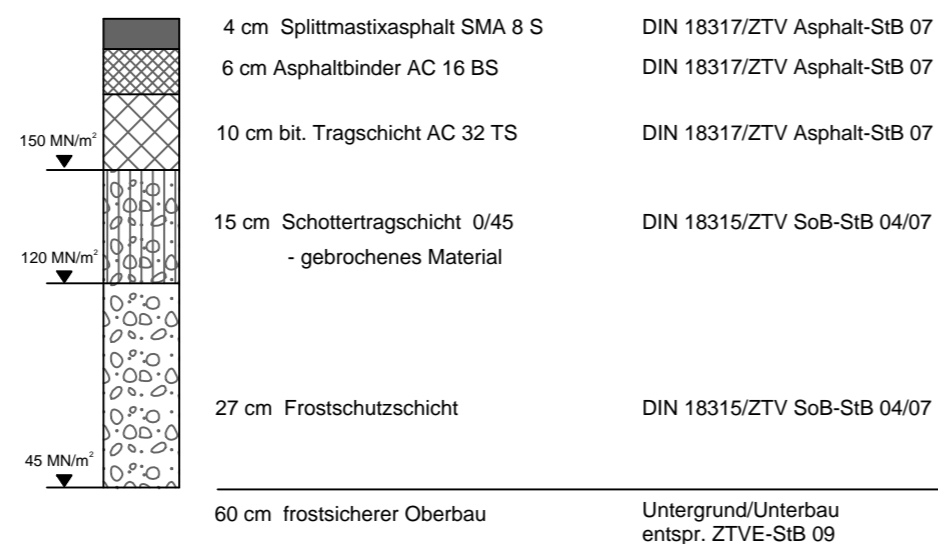 4 cm Splittmastixasphalt SMA 8 S DIN 18317/ZTV Asphalt-StB 07
6 cm Asphaltbinder AC 16 BS DIN 18317/ZTV Asphalt-StB 07
10 cm bit. Tragschicht AC 32 TS DIN 18317/ZTV Asphalt-StB 07
150 MN/m²
15 cm Schottertragschicht 0/45 DIN 18315/ZTV SoB-StB 04/07
- gebrochenes Material
120 MN/m²
27 cm Frostschutzschicht DIN 18315/ZTV SoB-StB 04/07
45 MN/m²
60 cm frostsicherer Oberbau Untergrund/Unterbau
entspr. ZTVE-StB 09